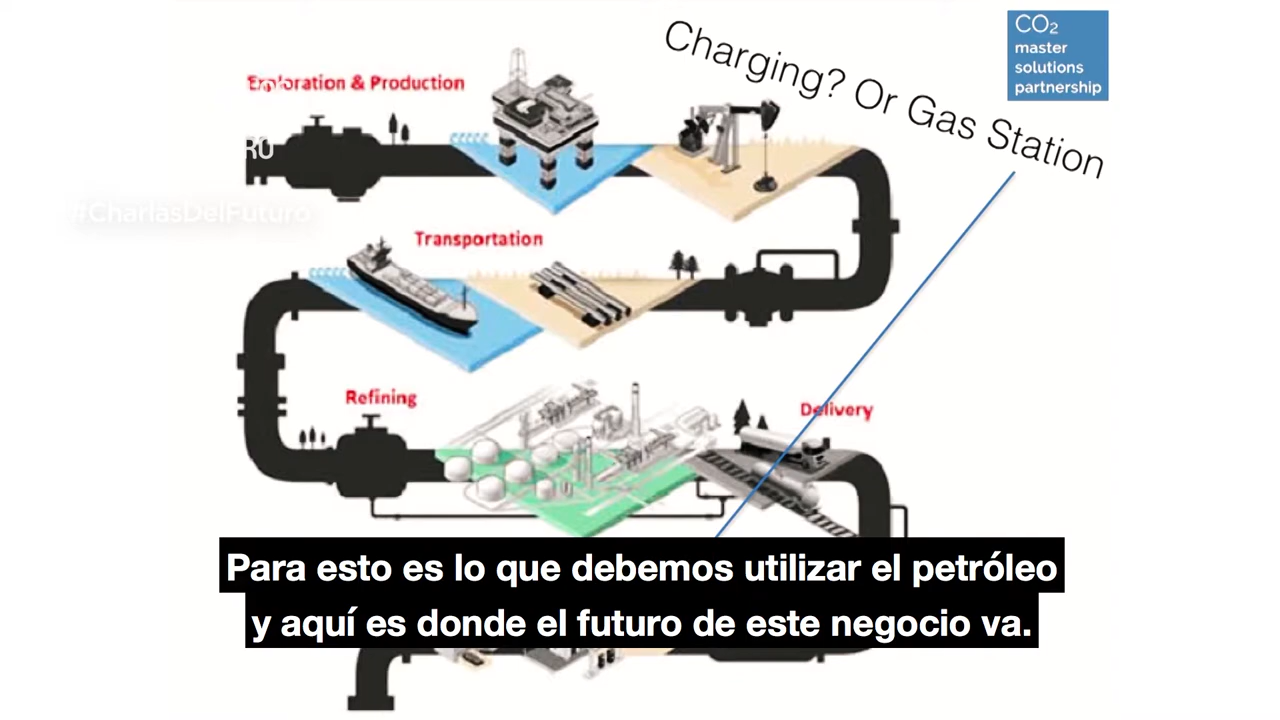 CO₂
master
solutions
partnership
Charging? Or Gas Station
Exploration & Production
#CharlasDelFuturo
Transportation
Refining
Delivery
Para esto es lo que debemos utilizar el petróleo
y aquí es donde el futuro de este negocio va.